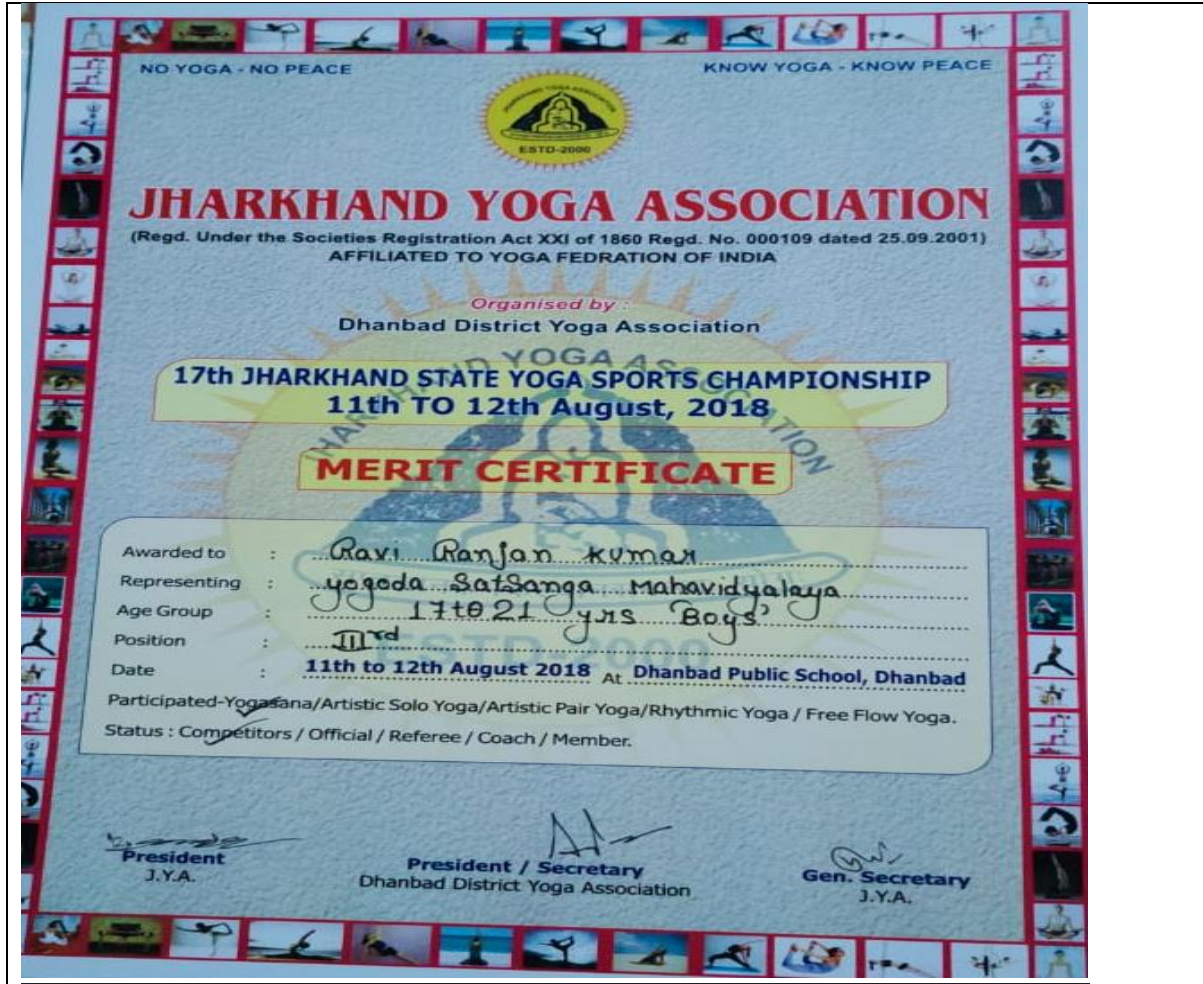 NO YOGA - NO PEACE
KNOW YOGA - KNOW PEACE
ESTD-2000
JHARKHAND YOGA ASSOCIATION
(Regd. Under the Societies Registration Act XXI of 1860 Regd. No. 000109 dated 25.09.2001)
AFFILIATED TO YOGA FEDRATION OF INDIA
Organised by :
Dhanbad District Yoga Association
JHARKHAND YOGA ASSOCIATION
17th JHARKHAND STATE YOGA SPORTS CHAMPIONSHIP
11th TO 12th August, 2018
MERIT CERTIFICATE
Awarded to : Ravi Ranjan Kumar
Representing : yogoda SatSanga Mahavidyalaya
Age Group : 17to21 yrs Boys'
Position : IIIrd
ESTD-2000
Date : 11th to 12th August 2018 At Dhanbad Public School, Dhanbad
Participated-Yogasana/Artistic Solo Yoga/Artistic Pair Yoga/Rhythmic Yoga / Free Flow Yoga.
Status : Competitors / Official / Referee / Coach / Member.
President
J.Y.A.
President / Secretary
Dhanbad District Yoga Association
Gen. Secretary
J.Y.A.